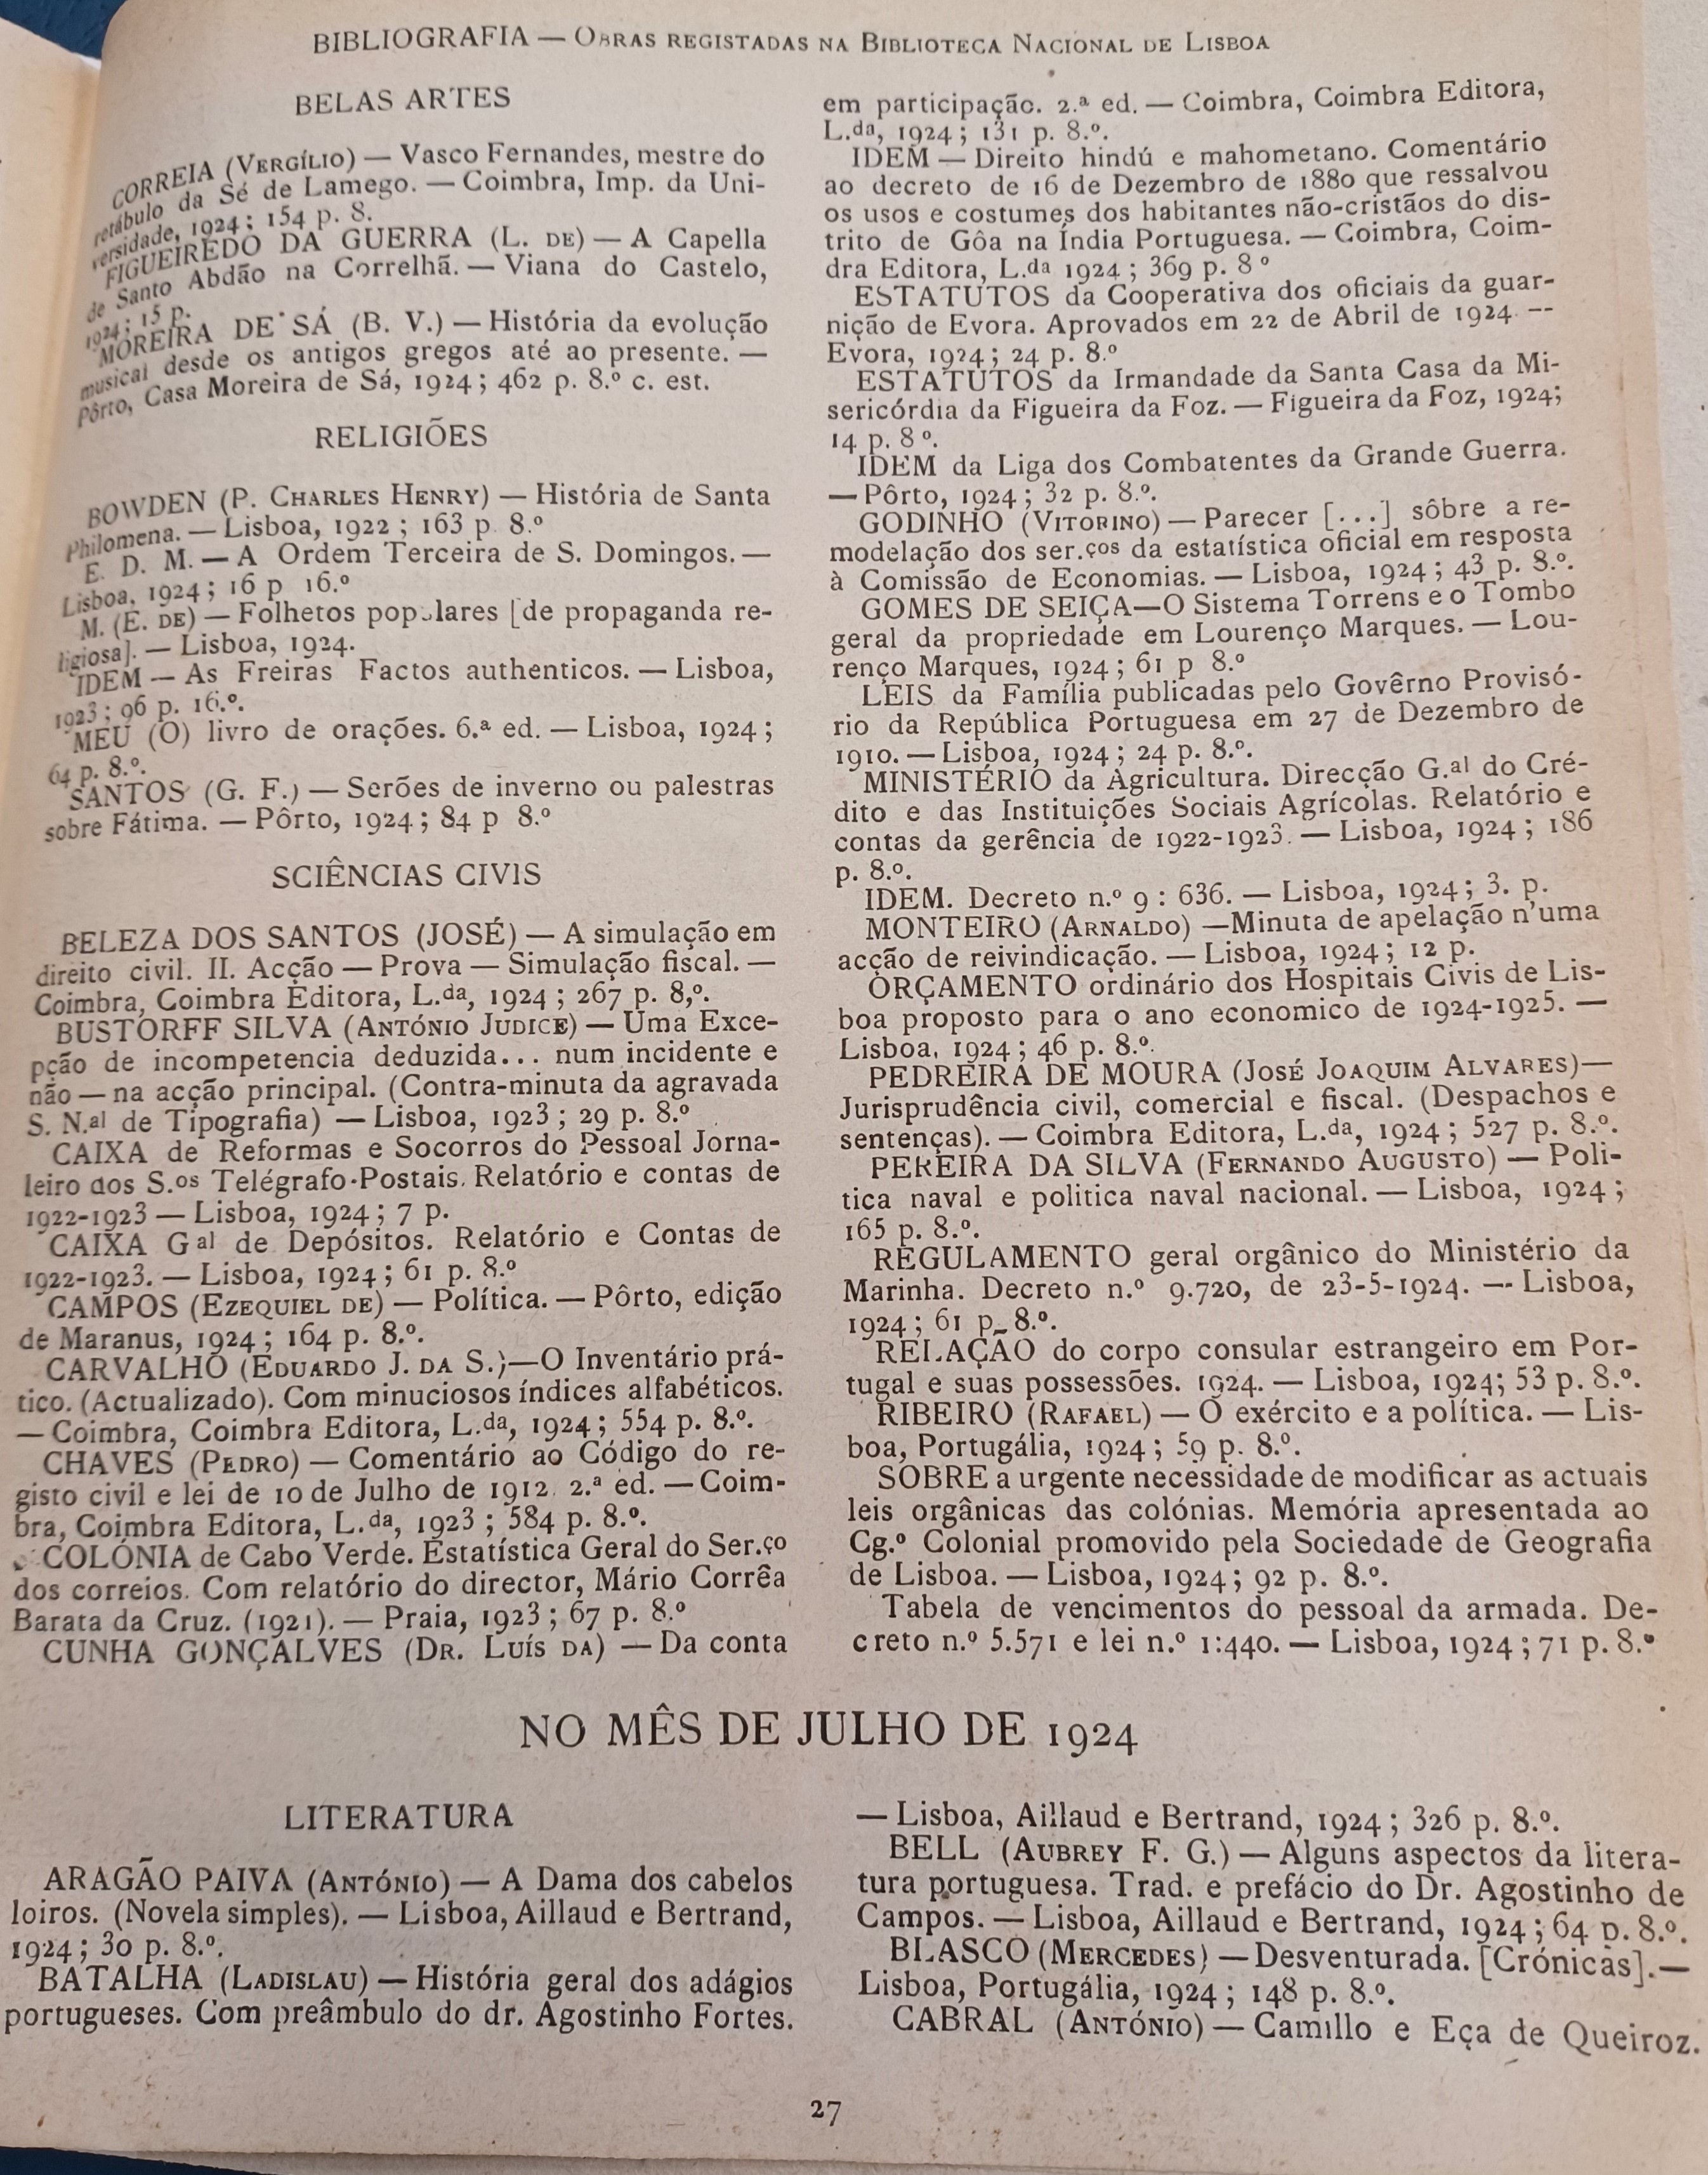 BIBLIOGRAFIA — OBRAS REGISTADAS NA BIBLIOTECA NACIONAL DE LISBOA
BELAS ARTES
CORREIA (VERGÍLIO) — Vasco Fernandes, mestre do
retábulo da Sé de Lamego. — Coimbra, Imp. da Uni-
versidade, 1924; 154 p. 8.
FIGUEIREDO DA GUERRA (L. DE) — A Capella
de Santo Abdão na Correlhã. — Viana do Castelo,
1924; 15 p.
MOREIRA DE SÁ (B. V.) — História da evolução
musical desde os antigos gregos até ao presente. —
Pôrto, Casa Moreira de Sá, 1924; 462 p. 8.º c. est.
RELIGIÕES
BOWDEN (P. CHARLES HENRY) — História de Santa
Philomena. — Lisboa, 1922; 163 p. 8.º
E. D. M. — A Ordem Terceira de S. Domingos. —
Lisboa, 1924; 16 p 16.º
M. (E. DE) — Folhetos populares [de propaganda re-
ligiosa]. — Lisboa, 1924.
IDEM — As Freiras Factos authenticos. — Lisboa,
1923; 96 p. 16.º.
MEU (O) livro de orações. 6.ª ed. — Lisboa, 1924;
64 p. 8.º.
SANTOS (G. F.) — Serões de inverno ou palestras
sobre Fátima. — Pôrto, 1924; 84 p 8.º
SCIÊNCIAS CIVIS
BELEZA DOS SANTOS (JOSÉ) — A simulação em
direito civil. II. Acção — Prova — Simulação fiscal. —
Coimbra, Coimbra Editora, L.da, 1924; 267 p. 8,º.
BUSTORFF SILVA (ANTÓNIO JUDICE) — Uma Exce-
pção de incompetencia deduzida... num incidente e
não — na acção principal. (Contra-minuta da agravada
S. N.al de Tipografia) — Lisboa, 1923; 29 p. 8.º
CAIXA de Reformas e Socorros do Pessoal Jorna-
leiro dos S.os Telégrafo-Postais. Relatório e contas de
1922-1923 — Lisboa, 1924; 7 p.
CAIXA Gal de Depósitos. Relatório e Contas de
1922-1923. — Lisboa, 1924; 61 p. 8.º
CAMPOS (EZEQUIEL DE) — Política. — Pôrto, edição
de Maranus, 1924; 164 p. 8.º.
CARVALHO (EDUARDO J. DA S.)—O Inventário prá-
tico. (Actualizado). Com minuciosos índices alfabéticos.
— Coimbra, Coimbra Editora, L.da, 1924; 554 p. 8.º.
CHAVES (PEDRO) — Comentário ao Código do re-
gisto civil e lei de 10 de Julho de 1912. 2.ª ed. — Coim-
bra, Coimbra Editora, L.da, 1923; 584 p. 8.º.
COLÓNIA de Cabo Verde. Estatística Geral do Ser.ço
dos correios. Com relatório do director, Mário Corrêa
Barata da Cruz. (1921). — Praia, 1923; 67 p. 8.º
CUNHA GONÇALVES (DR. LUÍS DA) — Da conta
em participação. 2.ª ed. — Coimbra, Coimbra Editora,
L.da, 1924; 131 p. 8.º.
IDEM — Direito hindú e mahometano. Comentário
ao decreto de 16 de Dezembro de 1880 que ressalvou
os usos e costumes dos habitantes não-cristãos do dis-
trito de Gôa na Índia Portuguesa. — Coimbra, Coim-
dra Editora, L.da 1924; 369 p. 8 º
ESTATUTOS da Cooperativa dos oficiais da guar-
nição de Evora. Aprovados em 22 de Abril de 1924 --
Evora, 1924; 24 p. 8.º
ESTATUTOS da Irmandade da Santa Casa da Mi-
sericórdia da Figueira da Foz. — Figueira da Foz, 1924;
14 p. 8 º.
IDEM da Liga dos Combatentes da Grande Guerra.
— Pôrto, 1924; 32 p. 8.º.
GODINHO (VITORINO) — Parecer [...] sôbre a re-
modelação dos ser.ços da estatística oficial em resposta
à Comissão de Economias. — Lisboa, 1924; 43 p. 8.º.
GOMES DE SEIÇA—O Sistema Torrens e o Tombo
geral da propriedade em Lourenço Marques. — Lou-
renço Marques, 1924; 61 p 8.º
LEIS da Família publicadas pelo Govêrno Provisó-
rio da República Portuguesa em 27 de Dezembro de
1910. — Lisboa, 1924; 24 p. 8.º.
MINISTÉRIO da Agricultura. Direcção G.al do Cré-
dito e das Instituições Sociais Agrícolas. Relatório e
contas da gerência de 1922-1923. — Lisboa, 1924; 186
p. 8.º.
IDEM. Decreto n.º 9: 636. — Lisboa, 1924; 3. p.
MONTEIRO (ARNALDO) —Minuta de apelação n'uma
acção de reivindicação. — Lisboa, 1924; 12 p.
ORÇAMENTO ordinário dos Hospitais Civis de Lis-
boa proposto para o ano economico de 1924-1925. —
Lisboa, 1924; 46 p. 8.º.
PEDREIRA DE MOURA (JOSÉ JOAQUIM ALVARES)—
Jurisprudência civil, comercial e fiscal. (Despachos e
sentenças). — Coimbra Editora, L.da, 1924; 527 p. 8.º.
PEREIRA DA SILVA (FERNANDO AUGUSTO) — Poli-
tica naval e politica naval nacional. — Lisboa, 1924;
165 p. 8.º.
REGULAMENTO geral orgânico do Ministério da
Marinha. Decreto n.º 9.720, de 23-5-1924. — Lisboa,
1924; 61 p. 8.º.
RELAÇÃO do corpo consular estrangeiro em Por-
tugal e suas possessões. 1924. — Lisboa, 1924; 53 p. 8.º.
RIBEIRO (RAFAEL) — O exército e a política. — Lis-
boa, Portugália, 1924; 59 p. 8.º.
SOBRE a urgente necessidade de modificar as actuais
leis orgânicas das colónias. Memória apresentada ao
Cg.º Colonial promovido pela Sociedade de Geografia
de Lisboa. — Lisboa, 1924; 92 p. 8.º.
Tabela de vencimentos do pessoal da armada. De-
creto n.º 5.571 e lei n.º 1:440. — Lisboa, 1924; 71 p. 8.º
NO MÊS DE JULHO DE 1924
LITERATURA
ARAGÃO PAIVA (ANTÓNIO) — A Dama dos cabelos
loiros. (Novela simples). — Lisboa, Aillaud e Bertrand,
1924; 30 p. 8.º.
BATALHA (LADISLAU) — História geral dos adágios
portugueses. Com preâmbulo do dr. Agostinho Fortes.
— Lisboa, Aillaud e Bertrand, 1924; 326 p. 8.º.
BELL (AUBREY F. G.) — Alguns aspectos da litera-
tura portuguesa. Trad. e prefácio do Dr. Agostinho de
Campos. — Lisboa, Aillaud e Bertrand, 1924; 64 p. 8.º.
BLASCO (MERCEDES) — Desventurada. [Crónicas].—
Lisboa, Portugália, 1924; 148 p. 8.º.
CABRAL (ANTÓNIO) — Camillo e Eça de Queiroz.
27